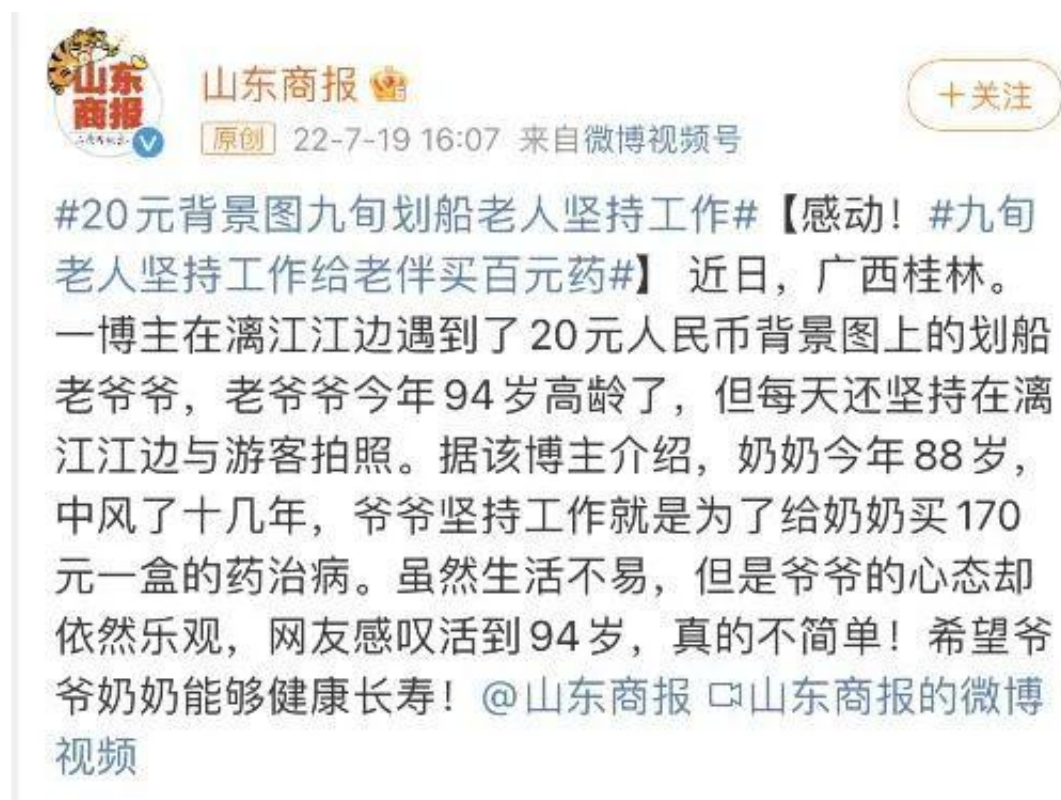 山东
商报
山东商报
+关注
原创 22-7-19 16:07 来自微博视频号
#20元背景图九旬划船老人坚持工作#【感动！#九旬
老人坚持工作给老伴买百元药#】 近日，广西桂林。
一博主在漓江江边遇到了20元人民币背景图上的划船
老爷爷，老爷爷今年94岁高龄了，但每天还坚持在漓
江江边与游客拍照。据该博主介绍，奶奶今年88岁，
中风了十几年，爷爷坚持工作就是为了给奶奶买170
元一盒的药治病。虽然生活不易，但是爷爷的心态却
依然乐观，网友感叹活到94岁，真的不简单！希望爷
爷奶奶能够健康长寿！@山东商报 山东商报的微博
视频